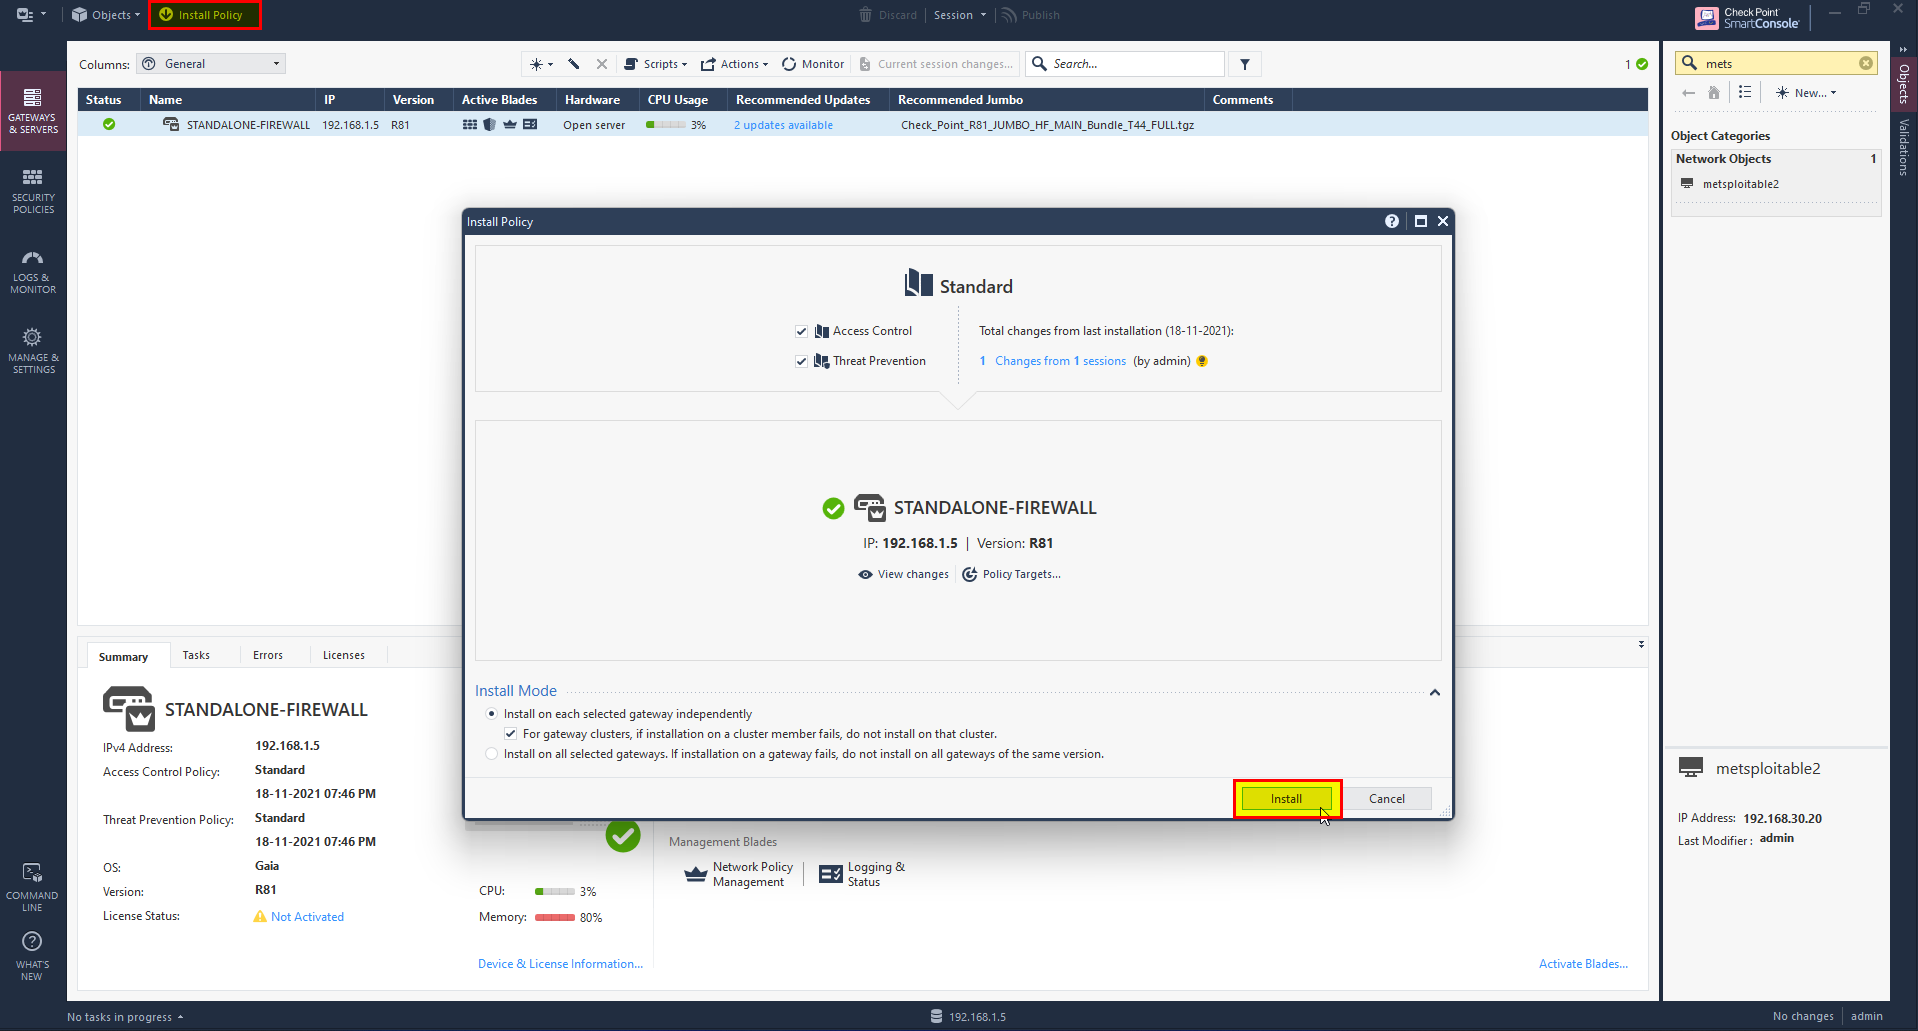 Objects
Install Policy
Discard
Session
Publish
Check Point
SmartConsole
GATEWAYS
& SERVERS
SECURITY
POLICIES
LOGS &
MONITOR
MANAGE &
SETTINGS
COMMAND
LINE
WHAT'S
NEW
Columns: General
Scripts
Actions
Monitor
Current session changes...
Search...
1
Status Name IP Version Active Blades Hardware CPU Usage Recommended Updates Recommended Jumbo Comments
STANDALONE-FIREWALL 192.168.1.5 R81 Open server 3% 2 updates available Check_Point_R81_JUMBO_HF_MAIN_Bundle_T44_FULL.tgz
Install Policy
Standard
Access Control
Threat Prevention
Total changes from last installation (18-11-2021):
1 Changes from 1 sessions (by admin)
STANDALONE-FIREWALL
IP: 192.168.1.5 | Version: R81
View changes
Policy Targets...
Install Mode
Install on each selected gateway independently
For gateway clusters, if installation on a cluster member fails, do not install on that cluster.
Install on all selected gateways. If installation on a gateway fails, do not install on all gateways of the same version.
Install
Cancel
Summary Tasks Errors Licenses
STANDALONE-FIREWALL
IPv4 Address: 192.168.1.5
Access Control Policy: Standard
18-11-2021 07:46 PM
Threat Prevention Policy: Standard
18-11-2021 07:46 PM
OS: Gaia
Version: R81
License Status: Not Activated
CPU: 3%
Memory: 80%
Device & License Information...
Management Blades
Network Policy
Management
Logging &
Status
Activate Blades...
mets
New...
Object Categories
Network Objects 1
metsploitable2
metsploitable2
IP Address: 192.168.30.20
Last Modifier : admin
Objects
Validations
No tasks in progress
192.168.1.5
No changes
admin